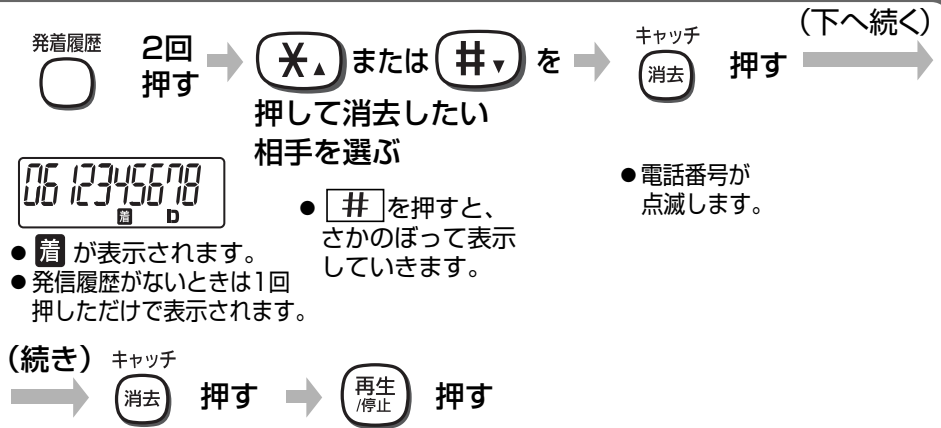 (下へ続く)
発着履歴
2回
押す
*▲ または #▼ を
押して消去したい
相手を選ぶ
キャッチ
消去
押す
0612345678
着 D
● 着 が表示されます。
● 発信履歴がないときは1回
押しただけで表示されます。
● # を押すと、
さかのぼって表示
していきます。
● 電話番号が
点滅します。
(続き)
キャッチ
消去
押す
再生
/停止
押す